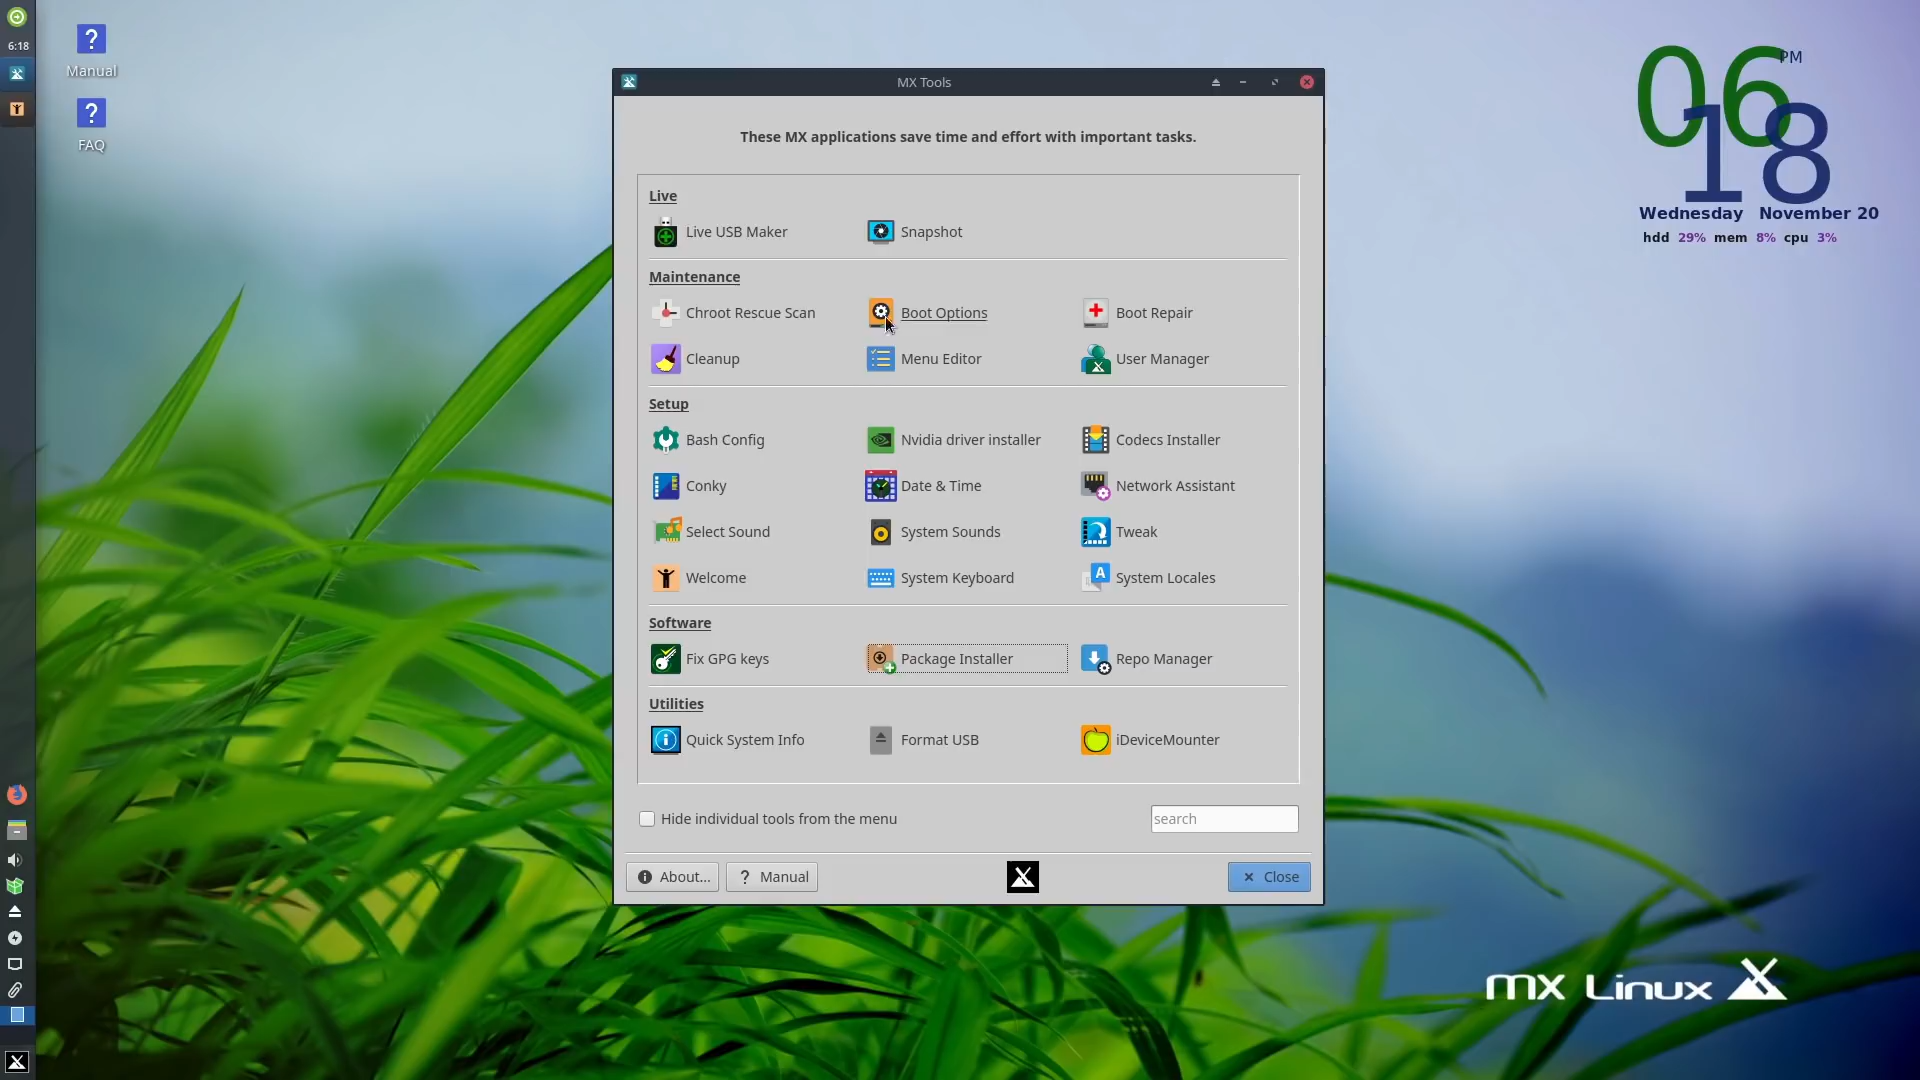 6:18
Manual
FAQ
MX Tools
These MX applications save time and effort with important tasks.
Live
Live USB Maker
Snapshot
Maintenance
Chroot Rescue Scan
Boot Options
Boot Repair
Cleanup
Menu Editor
User Manager
Setup
Bash Config
Nvidia driver installer
Codecs Installer
Conky
Date & Time
Network Assistant
Select Sound
System Sounds
Tweak
Welcome
System Keyboard
System Locales
Software
Fix GPG keys
Package Installer
Repo Manager
Utilities
Quick System Info
Format USB
iDeviceMounter
Hide individual tools from the menu
search
About...
? Manual
Close
06 PM
18
Wednesday November 20
hdd 29% mem 8% cpu 3%
mx Linux